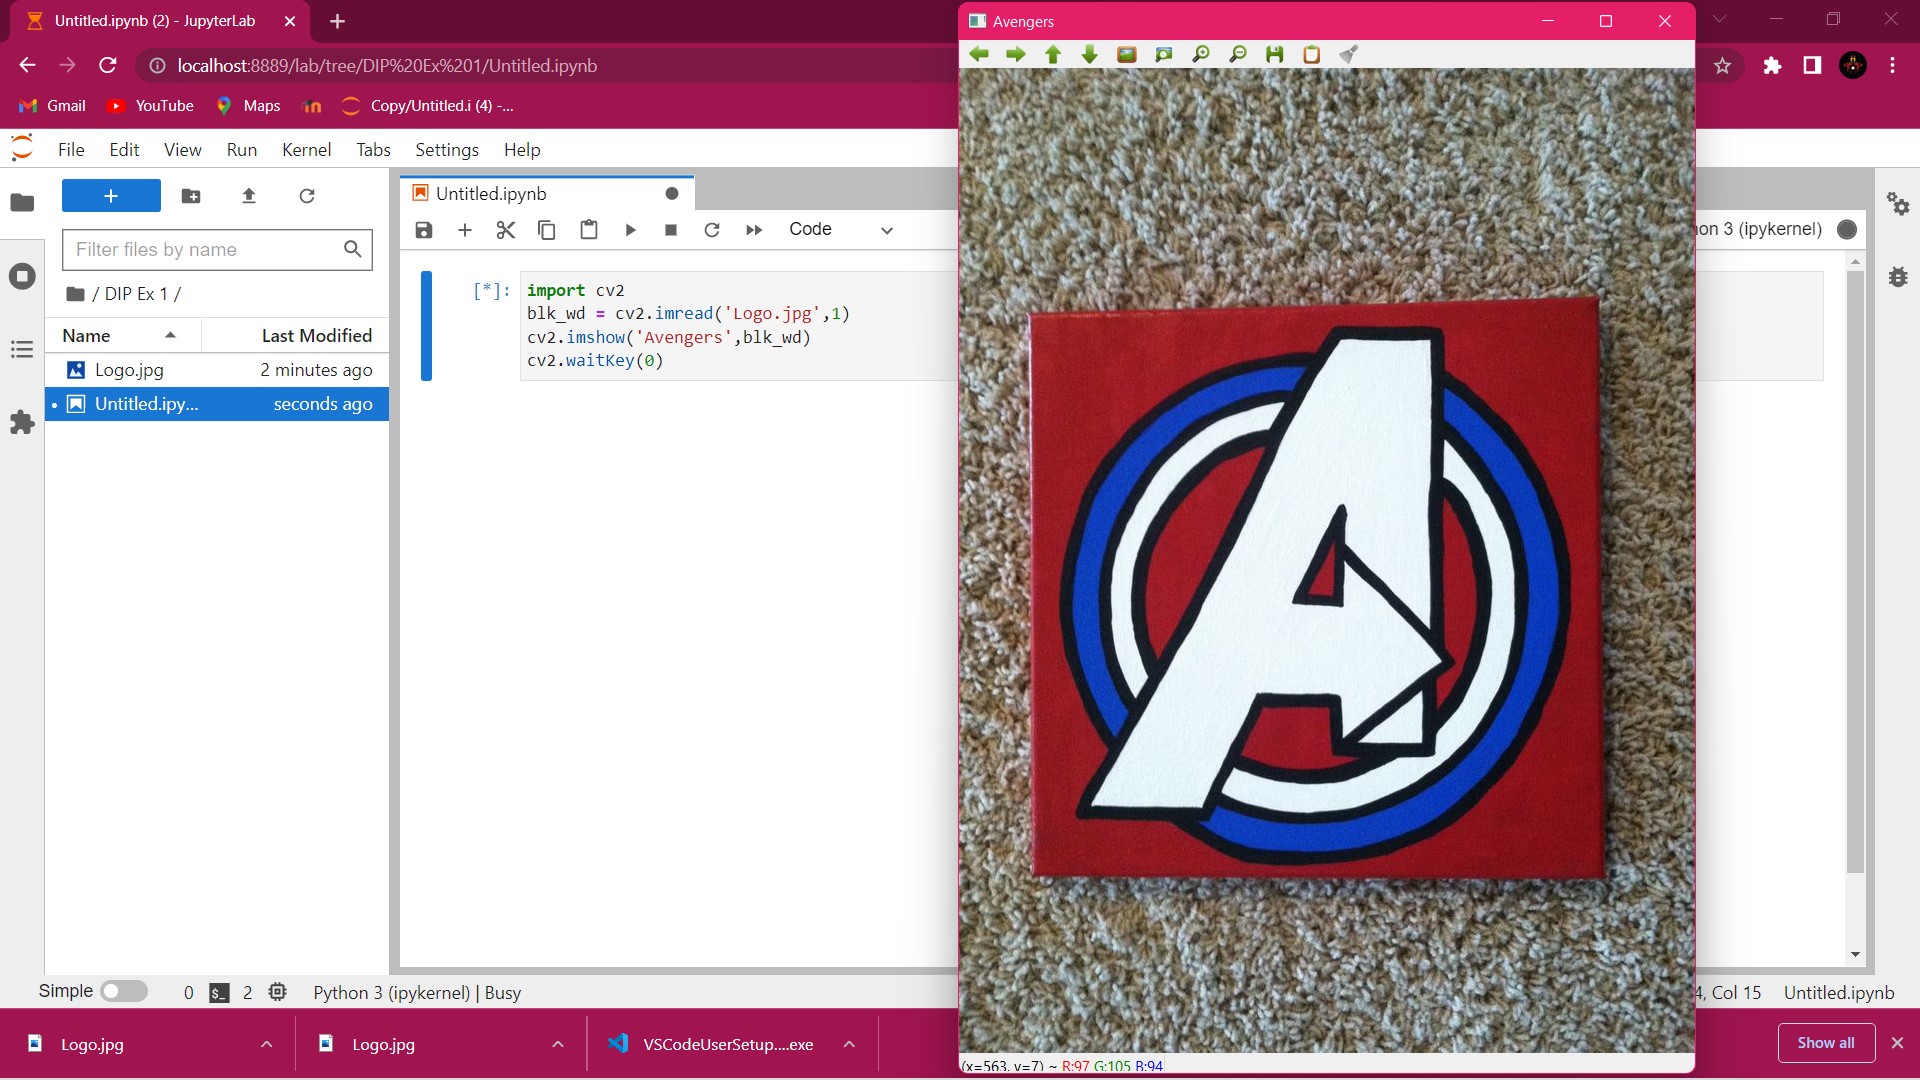 Untitled.ipynb (2) - JupyterLab
localhost:8889/lab/tree/DIP%20Ex%201/Untitled.ipynb
Gmail YouTube Maps Copy/Untitled.i (4) -...
File Edit View Run Kernel Tabs Settings Help
Filter files by name
/ DIP Ex 1 /
Name Last Modified
Logo.jpg 2 minutes ago
Untitled.ipy... seconds ago
Untitled.ipynb
Code
on 3 (ipykernel)
[*]: import cv2
blk_wd = cv2.imread('Logo.jpg',1)
cv2.imshow('Avengers',blk_wd)
cv2.waitKey(0)
Avengers
A
(x=563, y=7) ~ R:97 G:105 B:94
Simple 0 $_ 2 Python 3 (ipykernel) | Busy
4, Col 15 Untitled.ipynb
Logo.jpg Logo.jpg VSCodeUserSetup....exe Show all